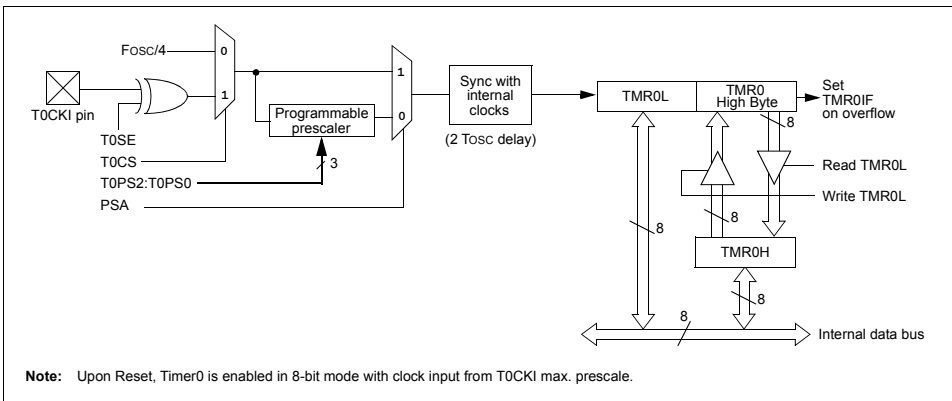 FOSC/4
0
1
T0CKI pin
T0SE
T0CS
T0PS2:T0PS0
PSA
Programmable
prescaler
3
1
0
Sync with
internal
clocks
(2 TOSC delay)
TMR0L
TMR0
High Byte
Set
TMR0IF
on overflow
8
Read TMR0L
Write TMR0L
8
8
TMR0H
8
8
Internal data bus
Note: Upon Reset, Timer0 is enabled in 8-bit mode with clock input from T0CKI max. prescale.